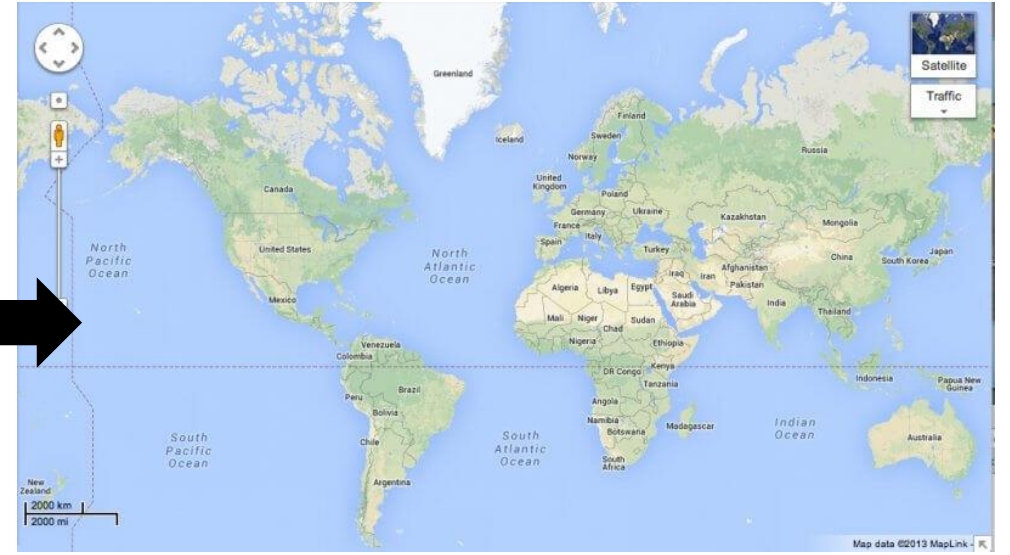 Greenland
Satellite
Traffic
Iceland
Finland
Sweden
Norway
Russia
Canada
United
Kingdom
Poland
Germany
Ukraine
France
Kazakhstan
Mongolia
Italy
Spain
North
Pacific
Ocean
United States
North
Atlantic
Ocean
Turkey
China
Japan
South Korea
Iraq
Iran
Afghanistan
Pakistan
Algeria
Libya
Egypt
Saudi
Arabia
India
Mexico
Mali
Niger
Chad
Sudan
Thailand
Nigeria
Ethiopia
Venezuela
Colombia
DR Congo
Kenya
Tanzania
Indonesia
Papua New
Guinea
Brazil
Peru
Angola
Bolivia
Namibia
Botswana
Madagascar
Indian
Ocean
South
Pacific
Ocean
Chile
South
Atlantic
Ocean
Australia
South
Africa
Argentina
New
Zealand
2000 km
2000 mi
Map data ©2013 MapLink -